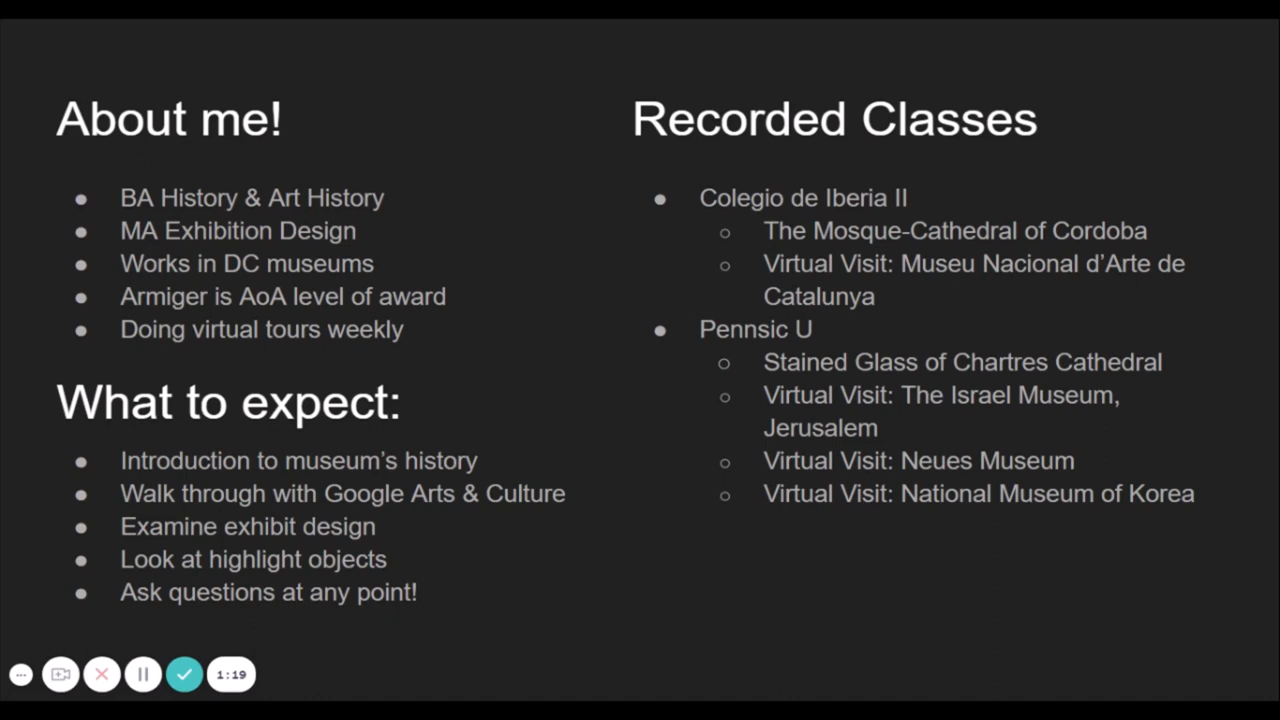 About me!
BA History & Art History
MA Exhibition Design
Works in DC museums
Armiger is AoA level of award
Doing virtual tours weekly
What to expect:
Introduction to museum's history
Walk through with Google Arts & Culture
Examine exhibit design
Look at highlight objects
Ask questions at any point!
Recorded Classes
Colegio de Iberia II
The Mosque-Cathedral of Cordoba
Virtual Visit: Museu Nacional d'Arte de
Catalunya
Pennsic U
Stained Glass of Chartres Cathedral
Virtual Visit: The Israel Museum,
Jerusalem
Virtual Visit: Neues Museum
Virtual Visit: National Museum of Korea
1:19